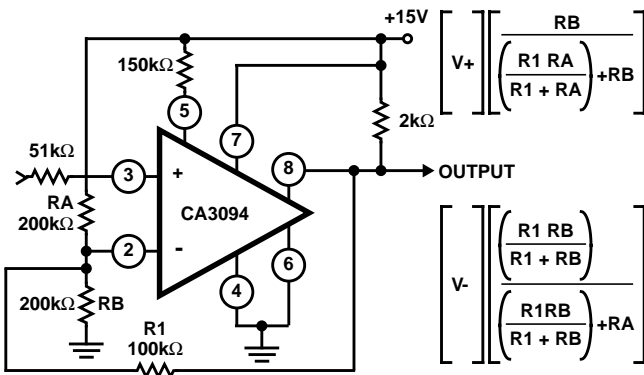 +15V
150kΩ
5
7
2kΩ
51kΩ
3
+
8
OUTPUT
RA
200kΩ
CA3094
2
-
6
4
200kΩ
RB
R1
100kΩ
V+
RB
R1 RA
R1 + RA
+RB
V-
R1 RB
R1 + RB
R1RB
R1 + RB
+RA